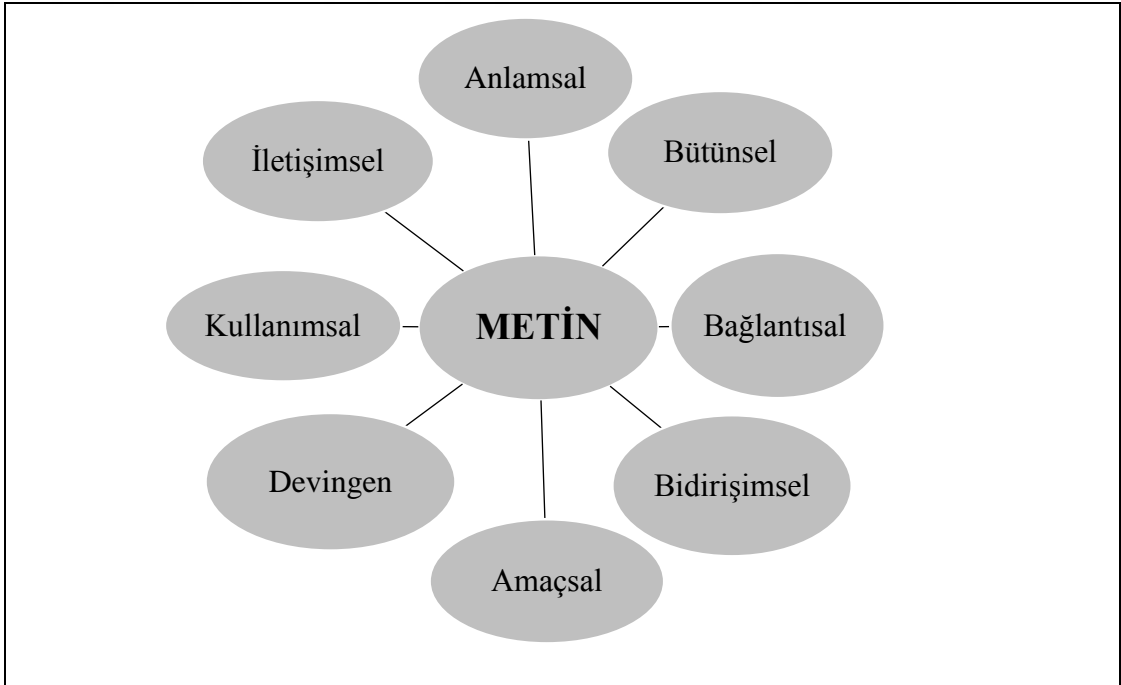 Anlamsal
Bütünsel
İletişimsel
Kullanımsal
METİN
Bağlantısal
Devingen
Bidirişimsel
Amaçsal